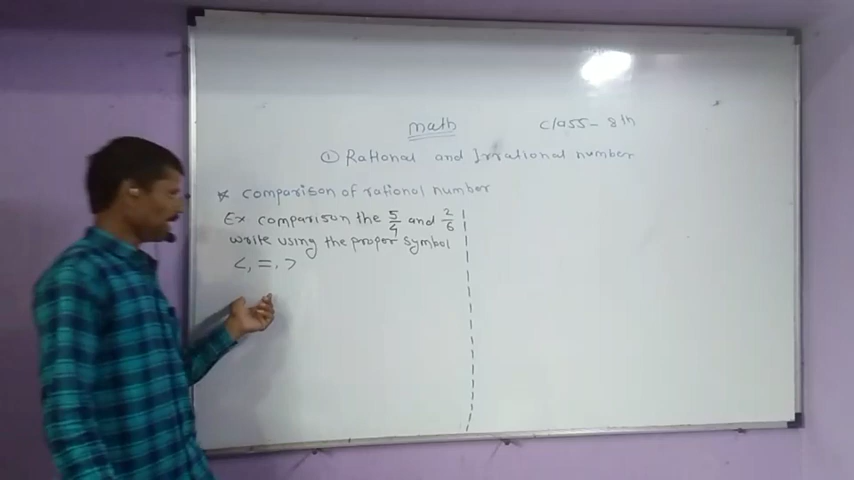 math class - 8th
① Rational and Irrational number
* comparison of rational number
Ex comparison the 5/4 and 2/6
write using the proper symbol
<, =, >